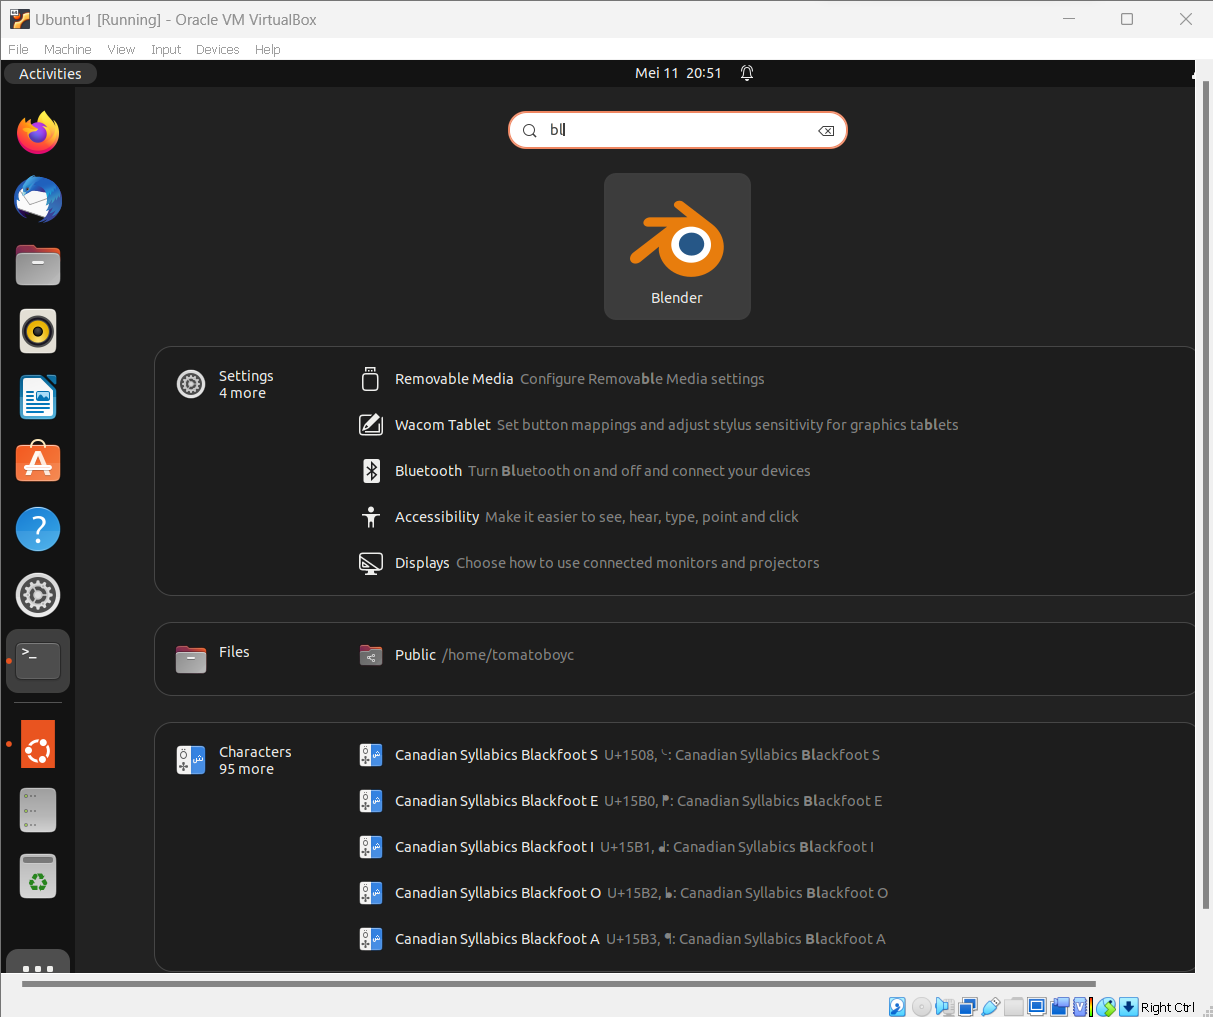 Ubuntu1 [Running] - Oracle VM VirtualBox
File Machine View Input Devices Help
Activities
Mei 11 20:51
bl
Blender
Settings
4 more
Removable Media Configure Removable Media settings
Wacom Tablet Set button mappings and adjust stylus sensitivity for graphics tablets
Bluetooth Turn Bluetooth on and off and connect your devices
Accessibility Make it easier to see, hear, type, point and click
Displays Choose how to use connected monitors and projectors
Files
Public /home/tomatoboyc
Characters
95 more
Canadian Syllabics Blackfoot S U+1508, ᔈ: Canadian Syllabics Blackfoot S
Canadian Syllabics Blackfoot E U+15B0, ᖰ: Canadian Syllabics Blackfoot E
Canadian Syllabics Blackfoot I U+15B1, ᖱ: Canadian Syllabics Blackfoot I
Canadian Syllabics Blackfoot O U+15B2, ᖲ: Canadian Syllabics Blackfoot O
Canadian Syllabics Blackfoot A U+15B3, ᖳ: Canadian Syllabics Blackfoot A
Right Ctrl